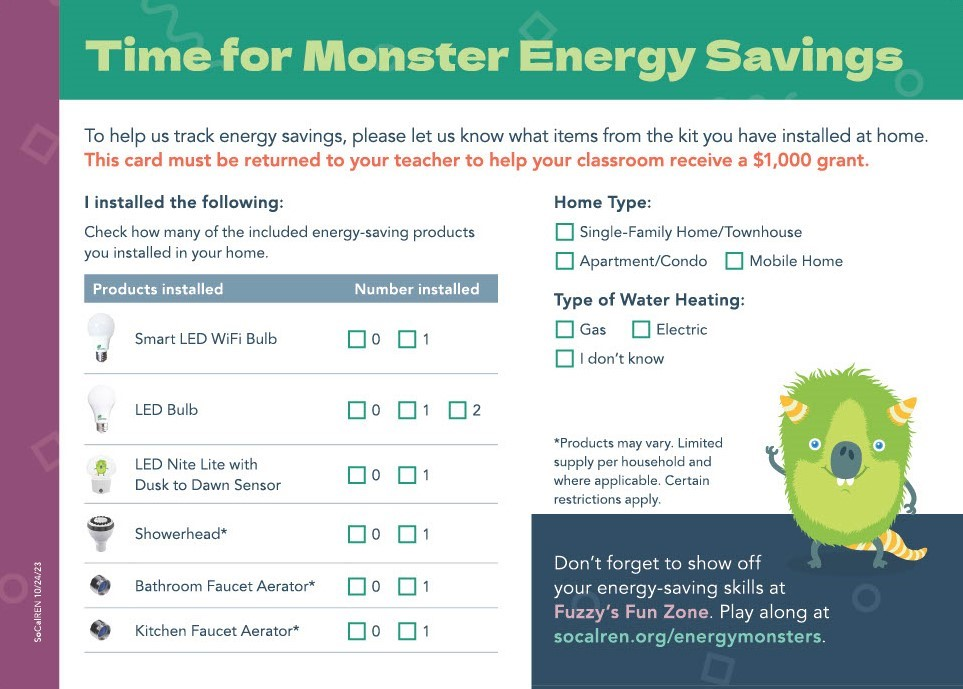 Time for Monster Energy Savings
To help us track energy savings, please let us know what items from the kit you have installed at home.
This card must be returned to your teacher to help your classroom receive a $1,000 grant.
I installed the following:
Check how many of the included energy-saving products
you installed in your home.
Products installed Number installed
Smart LED WiFi Bulb 0 1
LED Bulb 0 1 2
LED Nite Lite with
Dusk to Dawn Sensor 0 1
Showerhead* 0 1
Bathroom Faucet Aerator* 0 1
Kitchen Faucet Aerator* 0 1
Home Type:
Single-Family Home/Townhouse
Apartment/Condo Mobile Home
Type of Water Heating:
Gas Electric
I don't know
*Products may vary. Limited
supply per household and
where applicable. Certain
restrictions apply.
Don't forget to show off
your energy-saving skills at
Fuzzy's Fun Zone. Play along at
socalren.org/energymonsters.
SoCalREN 10/24/23